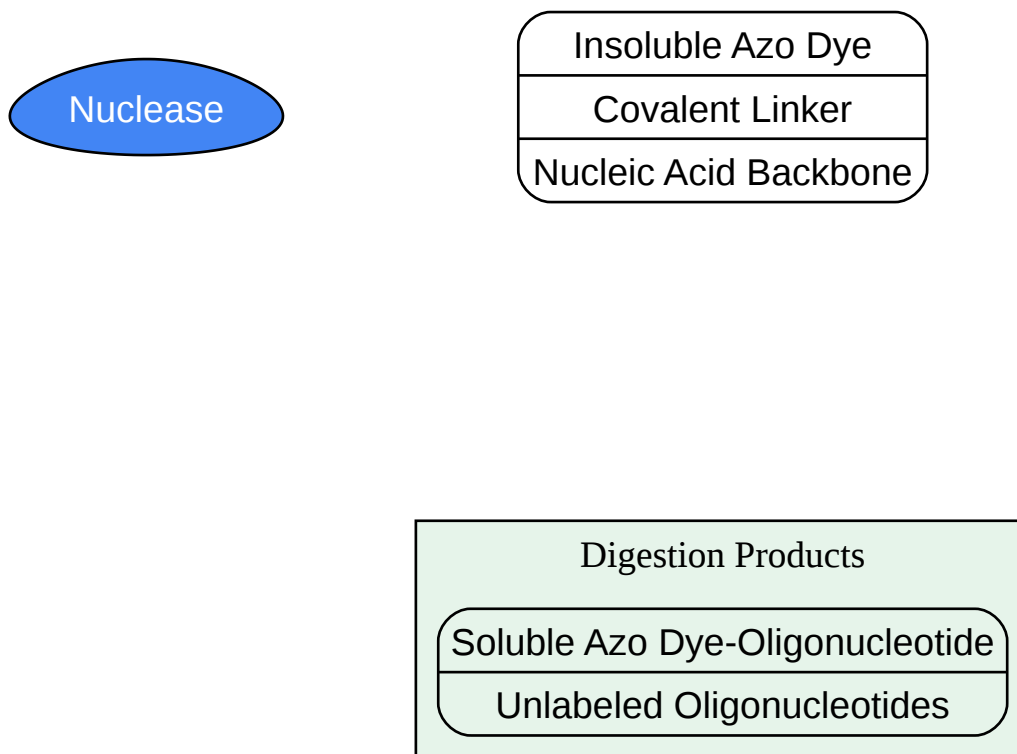 Nuclease
Insoluble Azo Dye
Covalent Linker
Nucleic Acid Backbone
Digestion Products
Soluble Azo Dye-Oligonucleotide
Unlabeled Oligonucleotides